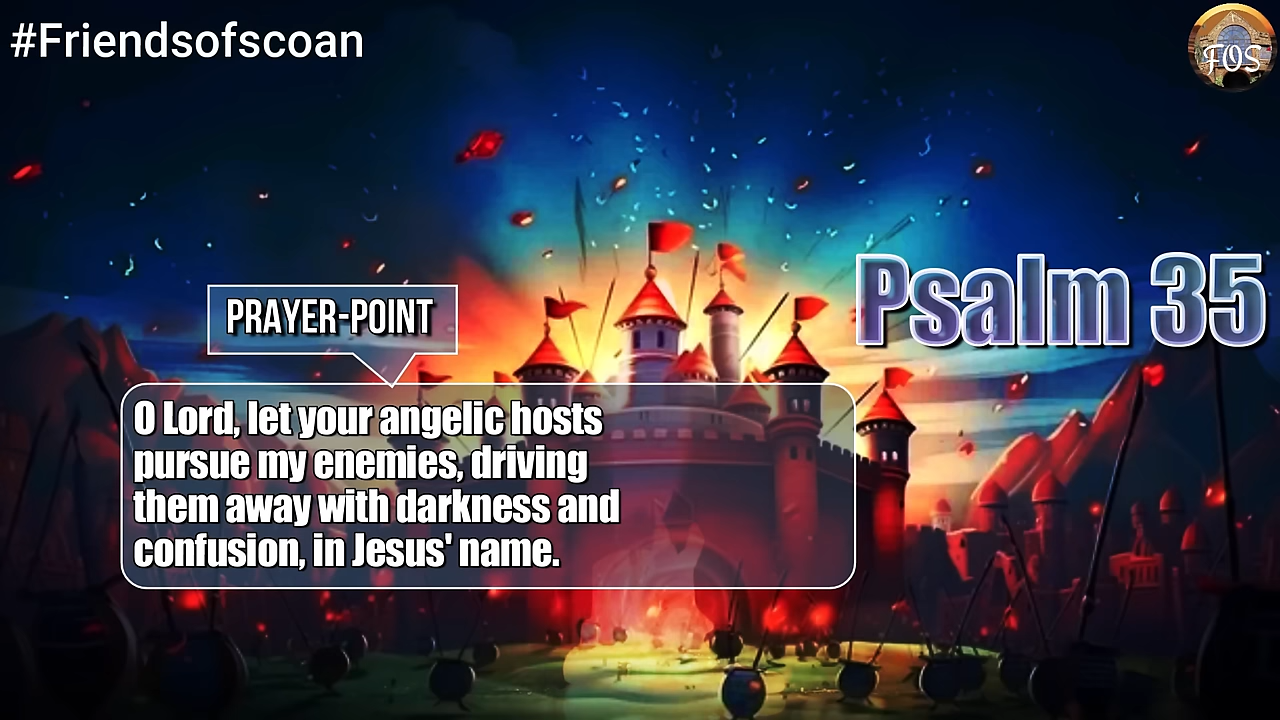 #Friendsofscoan
FOS
Psalm 35
PRAYER-POINT
O Lord, let your angelic hosts
pursue my enemies, driving
them away with darkness and
confusion, in Jesus' name.